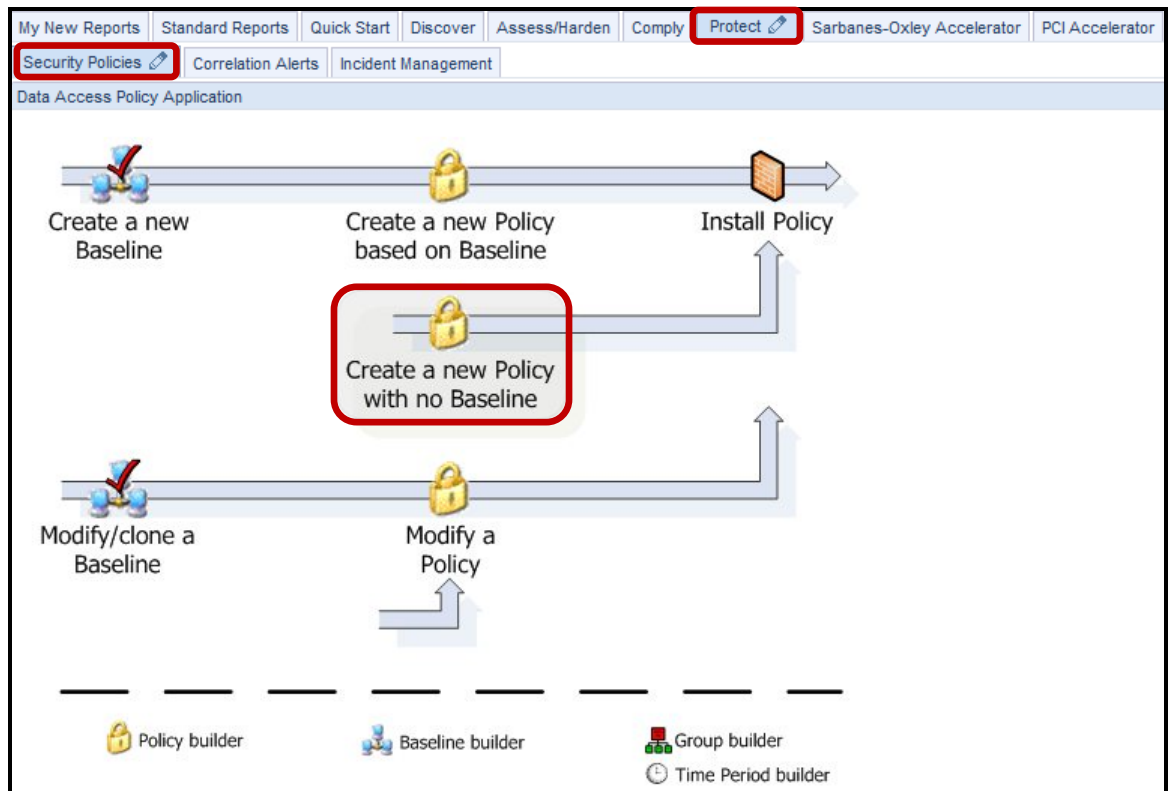 My New Reports Standard Reports Quick Start Discover Assess/Harden Comply Protect Sarbanes-Oxley Accelerator PCI Accelerator
Security Policies Correlation Alerts Incident Management
Data Access Policy Application
Create a new
Baseline
Create a new Policy
based on Baseline
Install Policy
Create a new Policy
with no Baseline
Modify/clone a
Baseline
Modify a
Policy
Policy builder
Baseline builder
Group builder
Time Period builder